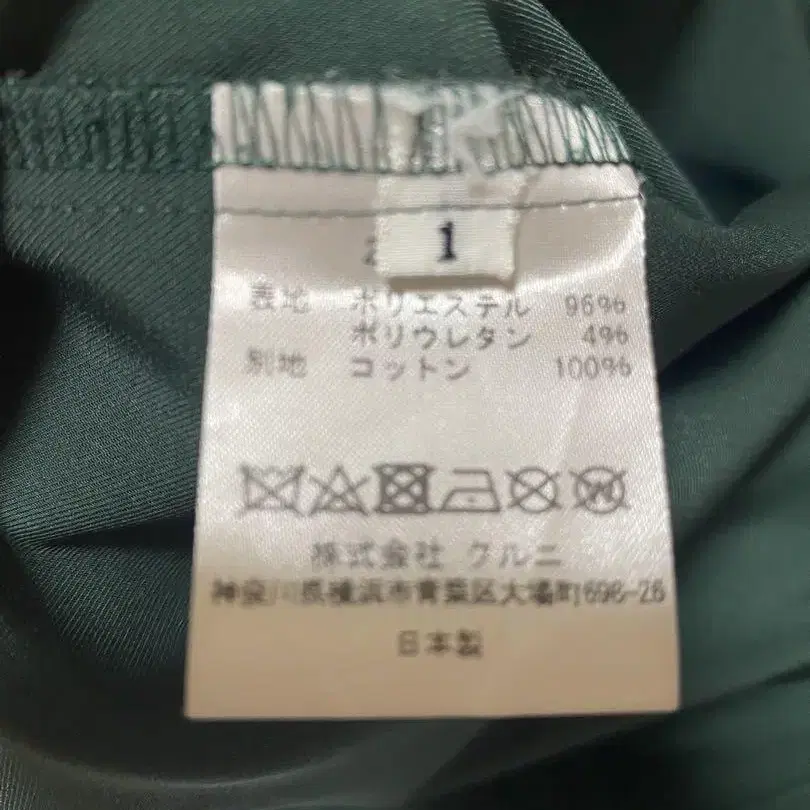 1
表地 ポリエステル 96%
ポリウレタン 4%
別地 コットン 100%
株式会社 クルニ
神奈川県横浜市青葉区大場町696-26
日本製